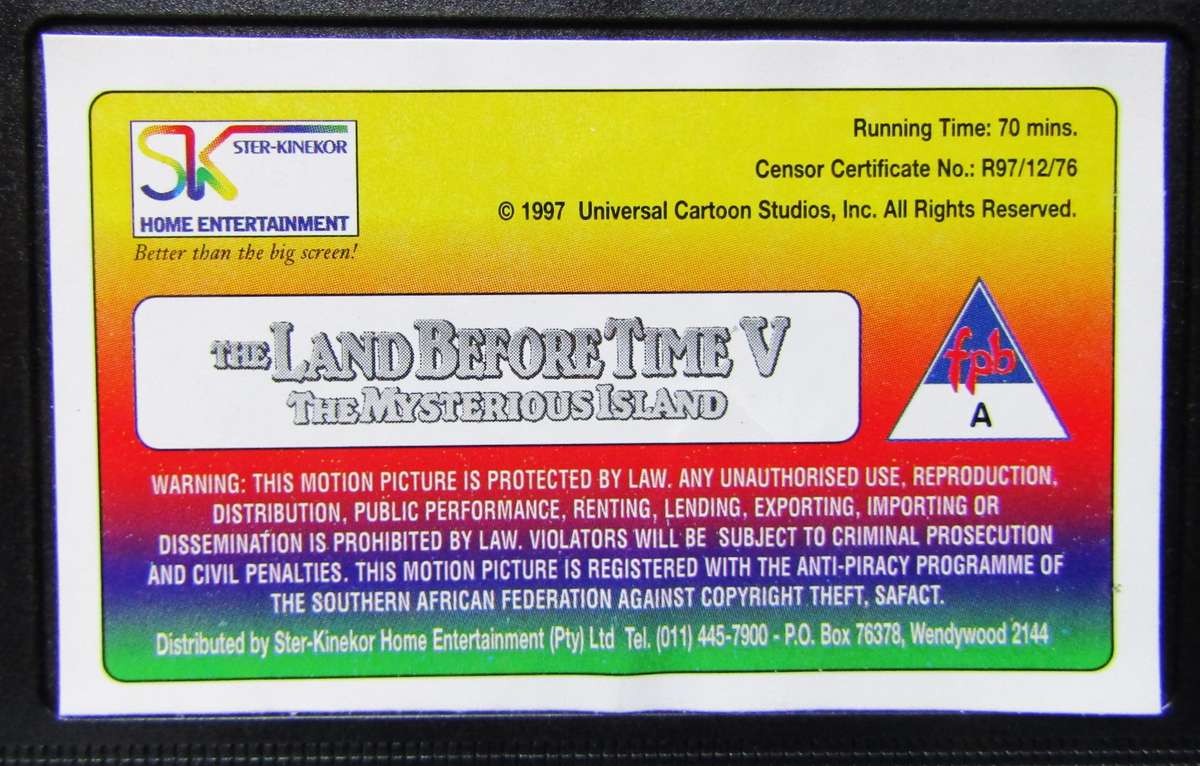 SK STER-KINEKOR
HOME ENTERTAINMENT
Better than the big screen!
Running Time: 70 mins.
Censor Certificate No.: R97/12/76
© 1997 Universal Cartoon Studios, Inc. All Rights Reserved.
THE LAND BEFORE TIME V
THE MYSTERIOUS ISLAND
fpb
A
WARNING: THIS MOTION PICTURE IS PROTECTED BY LAW. ANY UNAUTHORISED USE, REPRODUCTION,
DISTRIBUTION, PUBLIC PERFORMANCE, RENTING, LENDING, EXPORTING, IMPORTING OR
DISSEMINATION IS PROHIBITED BY LAW. VIOLATORS WILL BE SUBJECT TO CRIMINAL PROSECUTION
AND CIVIL PENALTIES. THIS MOTION PICTURE IS REGISTERED WITH THE ANTI-PIRACY PROGRAMME OF
THE SOUTHERN AFRICAN FEDERATION AGAINST COPYRIGHT THEFT, SAFACT.
Distributed by Ster-Kinekor Home Entertainment (Pty) Ltd Tel. (011) 445-7900 - P.O. Box 76378, Wendywood 2144